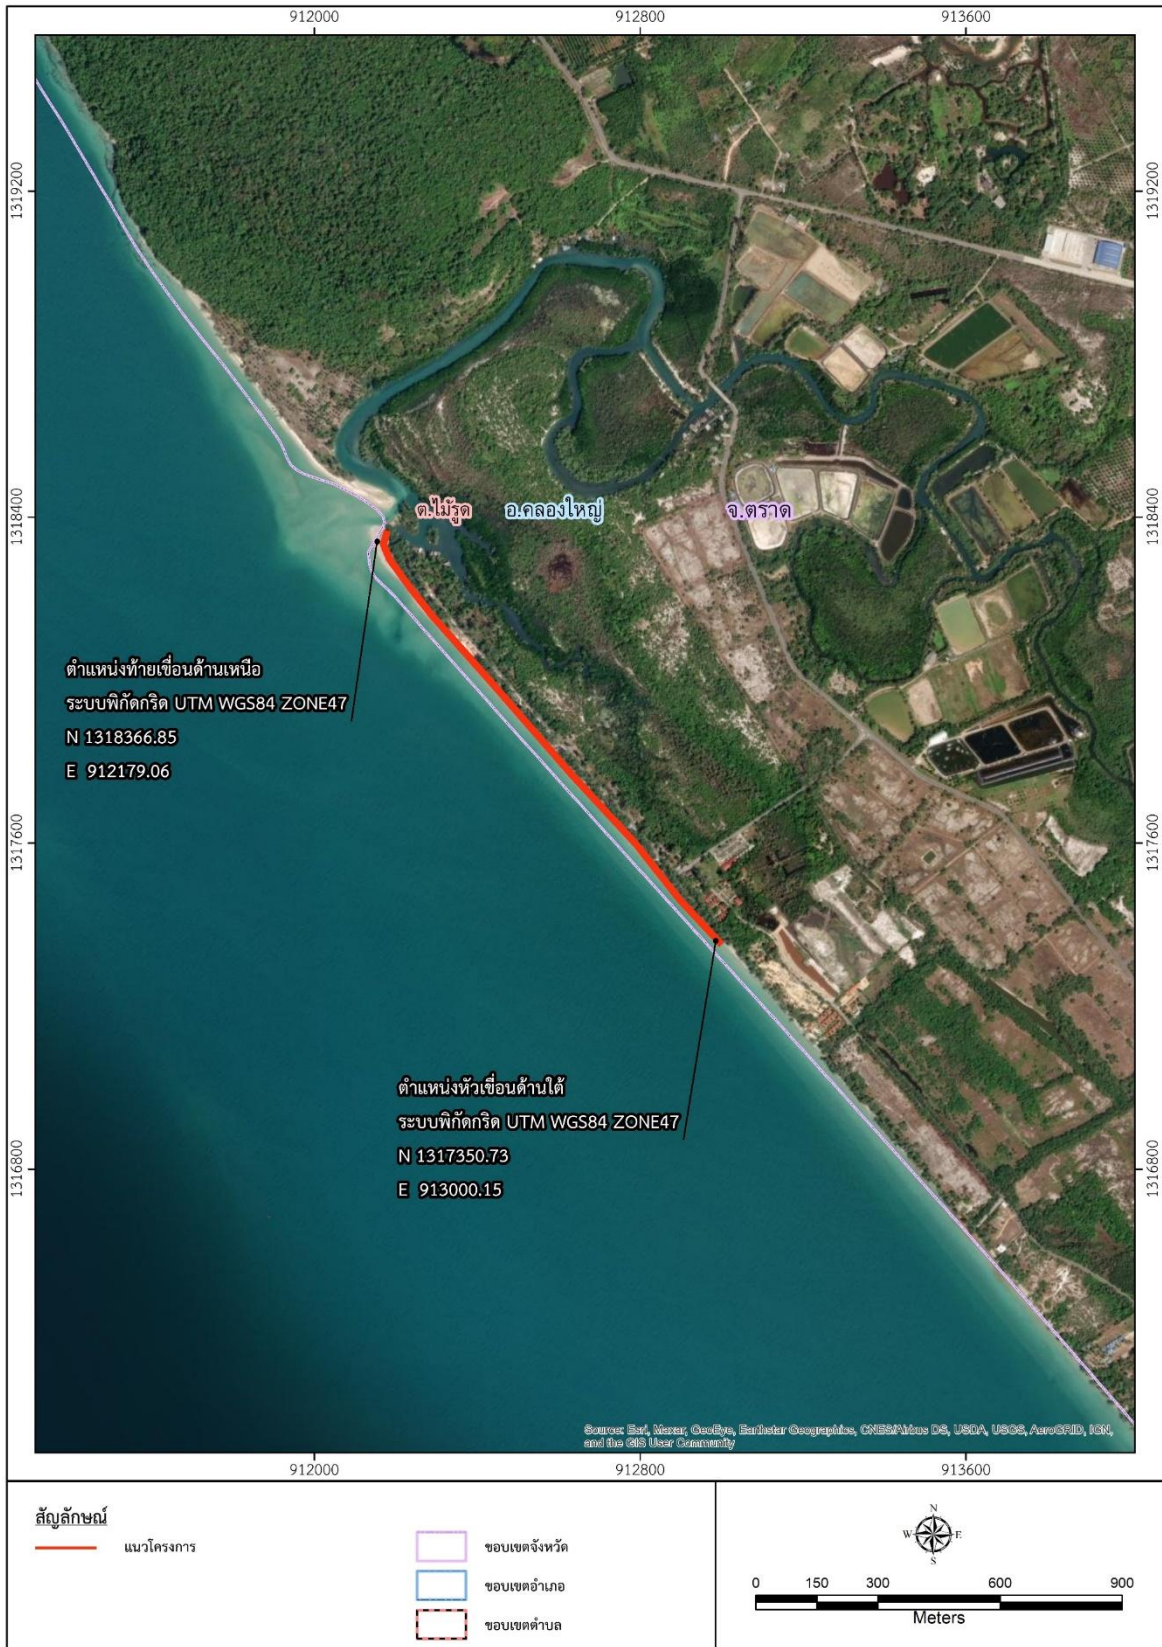 912000
912800
913600
1319200
1319200
1318400
1318400
ต.ไม้รูด
อ.คลองใหญ่
จ.ตราด
ตำแหน่งท้ายเขื่อนด้านเหนือ
ระบบพิกัดกริด UTM WGS84 ZONE47
N 1318366.85
E 912179.06
1317600
1317600
ตำแหน่งหัวเขื่อนด้านใต้
ระบบพิกัดกริด UTM WGS84 ZONE47
N 1317350.73
E 913000.15
1316800
1316800
Source: Esri, Maxar, GeoEye, Earthstar Geographics, CNES/Airbus DS, USDA, USGS, AeroGRID, IGN,
and the GIS User Community
912000
912800
913600
สัญลักษณ์
แนวโครงการ
ขอบเขตจังหวัด
ขอบเขตอำเภอ
ขอบเขตตำบล
N
W
E
S
0 150 300 600 900
Meters